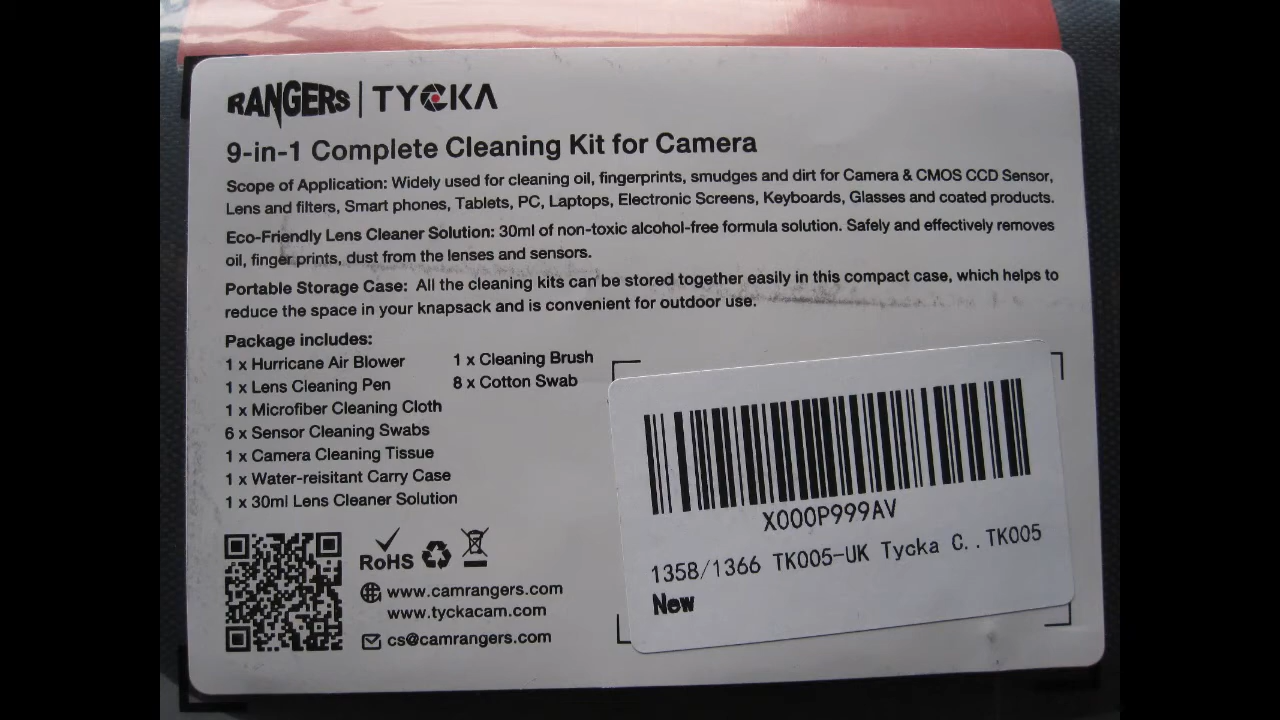 RANGERS | TYCKA
9-in-1 Complete Cleaning Kit for Camera
Scope of Application: Widely used for cleaning oil, fingerprints, smudges and dirt for Camera & CMOS CCD Sensor,
Lens and filters, Smart phones, Tablets, PC, Laptops, Electronic Screens, Keyboards, Glasses and coated products.
Eco-Friendly Lens Cleaner Solution: 30ml of non-toxic alcohol-free formula solution. Safely and effectively removes
oil, finger prints, dust from the lenses and sensors.
Portable Storage Case: All the cleaning kits can be stored together easily in this compact case, which helps to
reduce the space in your knapsack and is convenient for outdoor use.
Package includes:
1 x Hurricane Air Blower
1 x Lens Cleaning Pen
1 x Microfiber Cleaning Cloth
6 x Sensor Cleaning Swabs
1 x Camera Cleaning Tissue
1 x Water-reisitant Carry Case
1 x 30ml Lens Cleaner Solution
1 x Cleaning Brush
8 x Cotton Swab
RoHS
www.camrangers.com
www.tyckacam.com
cs@camrangers.com
X000P999AV
1358/1366 TK005-UK Tycka C..TK005
New